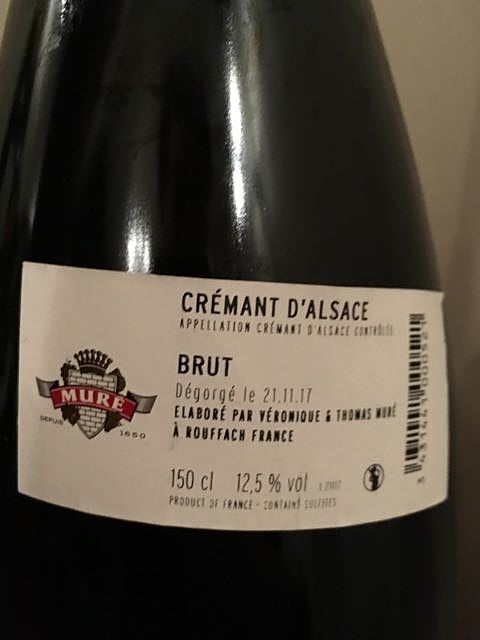 CRÉMANT D'ALSACE
APPELLATION CRÉMANT D'ALSACE CONTRÔLÉE
BRUT
Dégorgé le 21.11.17
ELABORÉ PAR VÉRONIQUE & THOMAS MURÉ
À ROUFFACH FRANCE
MURÉ
DEPUIS 1650
150 cl 12,5 % vol
PRODUCT OF FRANCE - CONTAINS SULFITES